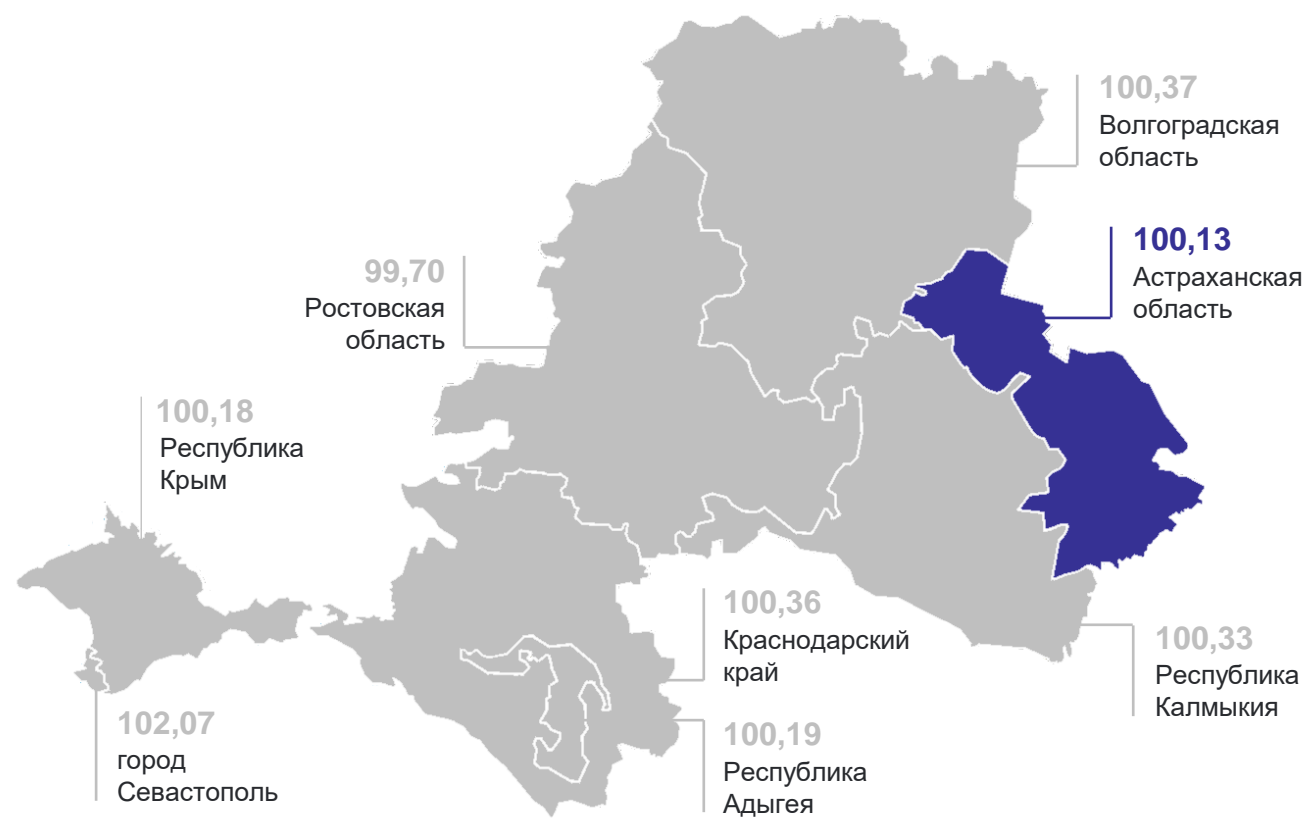 100,37
Волгоградская
область
100,13
Астраханская
область
99,70
Ростовская
область
100,18
Республика
Крым
100,36
Краснодарский
край
100,33
Республика
Калмыкия
102,07
город
Севастополь
100,19
Республика
Адыгея